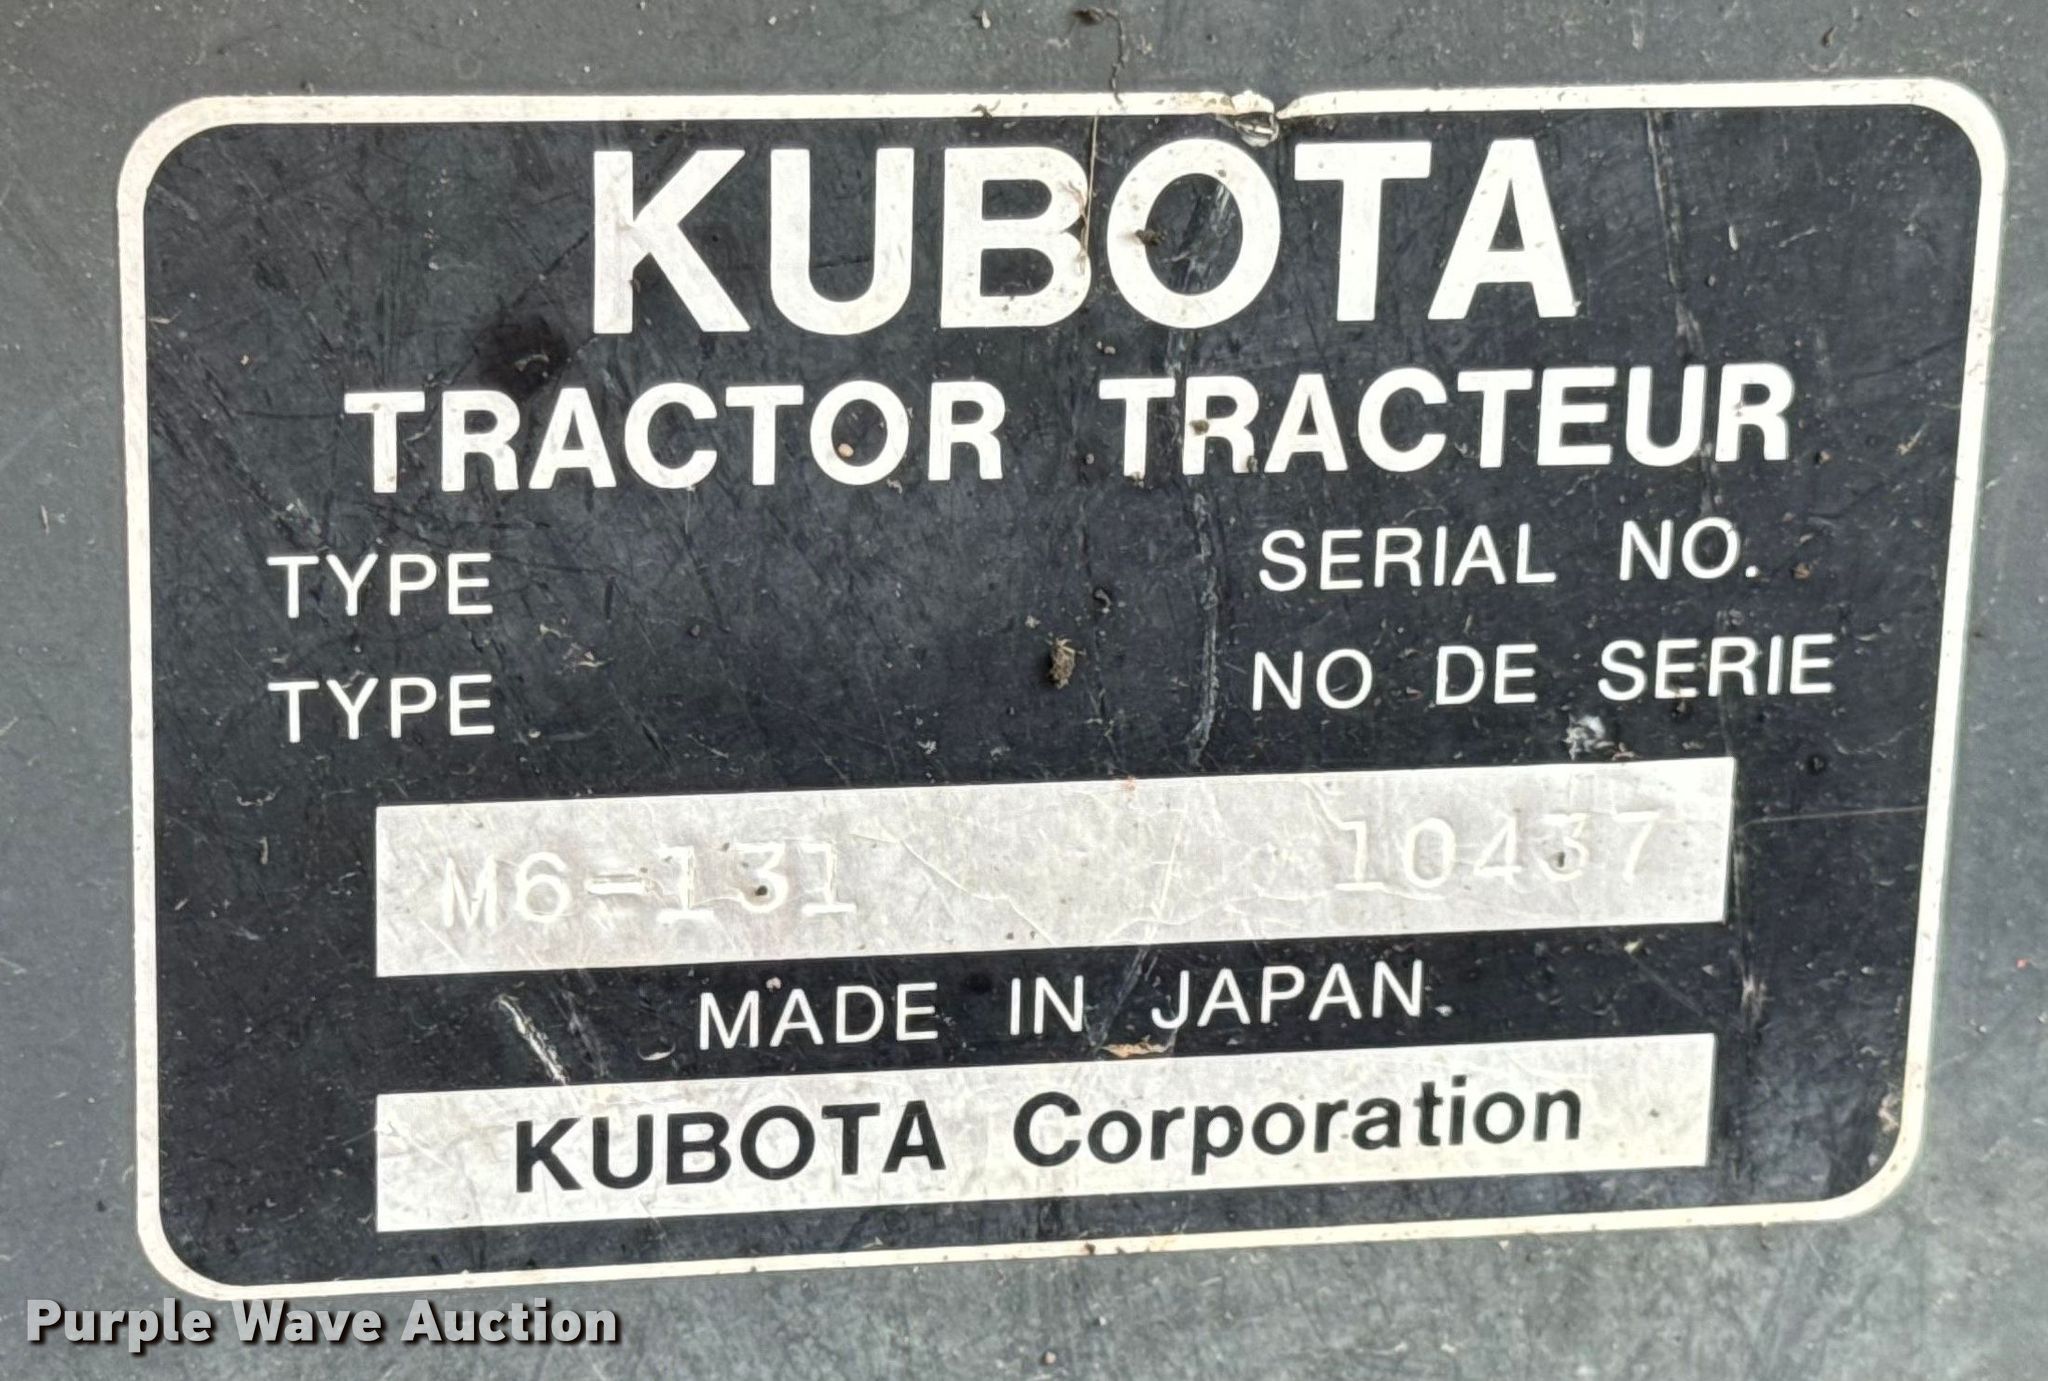 KUBOTA
TRACTOR TRACTEUR
TYPE SERIAL NO.
TYPE NO DE SERIE
M6-131 10437
MADE IN JAPAN
KUBOTA Corporation
Purple Wave Auction